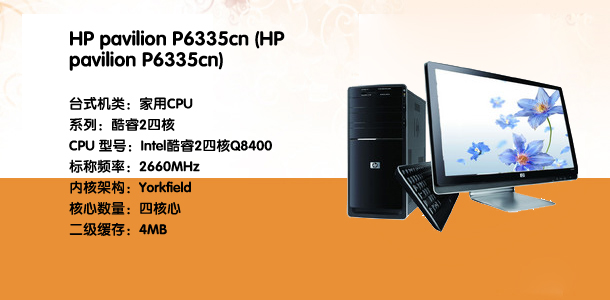 HP pavilion P6335cn (HP
pavilion P6335cn)
台式机类：家用CPU
系列：酷睿2四核
CPU 型号：Intel酷睿2四核Q8400
标称频率：2660MHz
内核架构：Yorkfield
核心数量：四核心
二级缓存：4MB